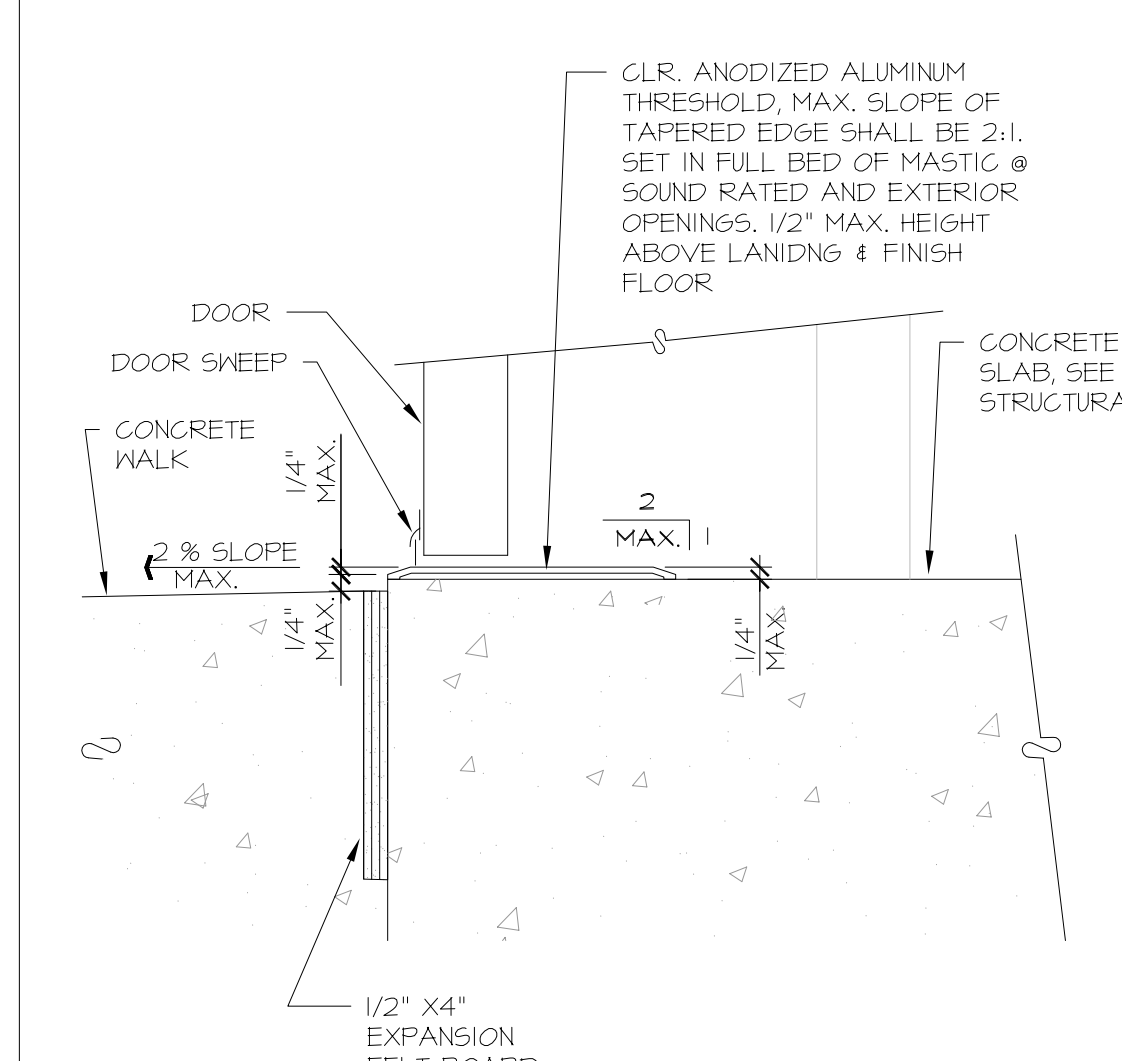 CLR. ANODIZED ALUMINUM
THRESHOLD, MAX. SLOPE OF
TAPERED EDGE SHALL BE 2:1.
SET IN FULL BED OF MASTIC @
SOUND RATED AND EXTERIOR
OPENINGS. 1/2" MAX. HEIGHT
ABOVE LANIDNG & FINISH
FLOOR
DOOR
DOOR SWEEP
CONCRETE
SLAB, SEE
STRUCTURA
CONCRETE
WALK
1/4"
MAX.
2
MAX. 1
2 % SLOPE
MAX.
1/4"
MAX.
1/4"
MAX.
1/2" X4"
EXPANSION
FELT BOARD